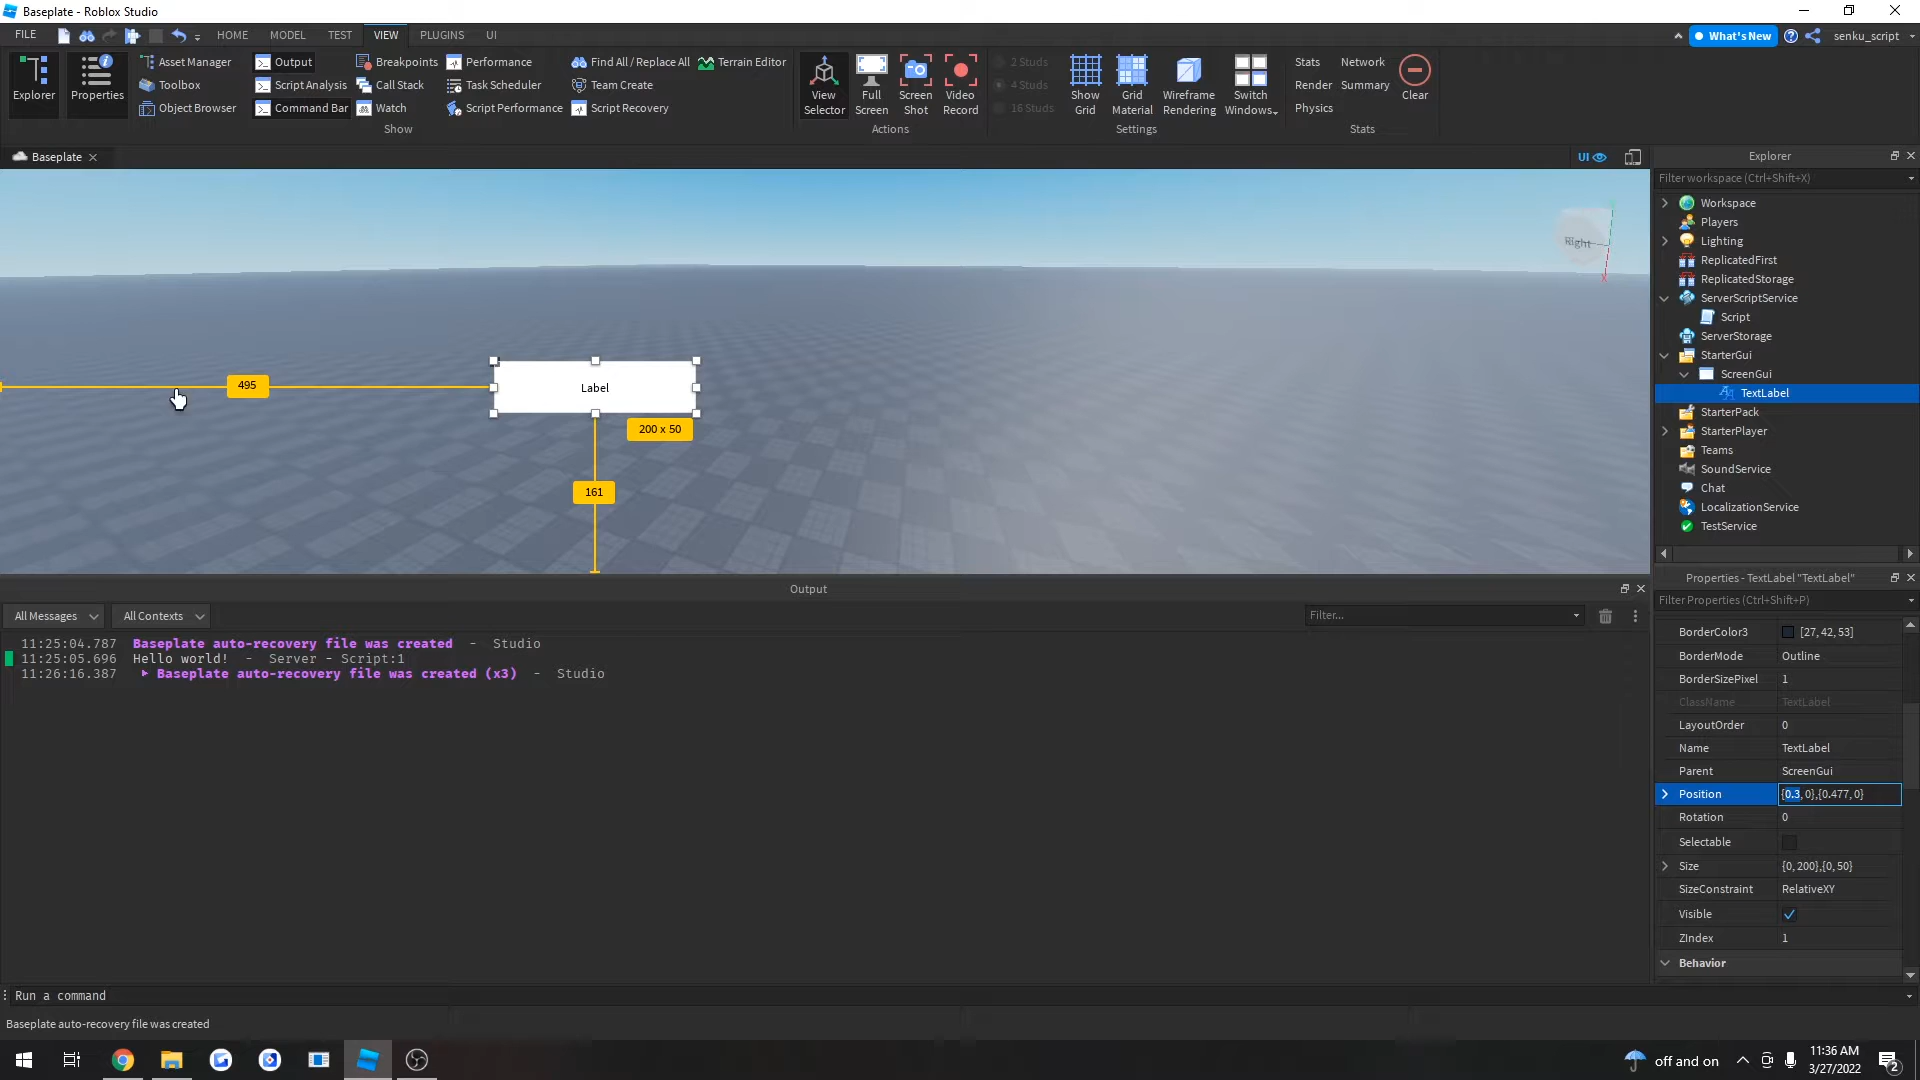 Baseplate - Roblox Studio
FILE HOME MODEL TEST VIEW PLUGINS UI What's New senku_script
Explorer
Properties
Asset Manager
Toolbox
Object Browser
Output
Script Analysis
Command Bar
Breakpoints
Call Stack
Watch
Performance
Task Scheduler
Script Performance
Find All / Replace All
Team Create
Script Recovery
Terrain Editor
Show
View
Selector
Full
Screen
Screen
Shot
Video
Record
Actions
2 Studs
4 Studs
16 Studs
Show
Grid
Grid
Material
Wireframe
Rendering
Switch
Windows
Settings
Stats
Render
Physics
Network
Summary
Clear
Stats
Baseplate
UI
Right
X
495
Label
200 x 50
161
Explorer
Filter workspace (Ctrl+Shift+X)
Workspace
Players
Lighting
ReplicatedFirst
ReplicatedStorage
ServerScriptService
Script
ServerStorage
StarterGui
ScreenGui
TextLabel
StarterPack
StarterPlayer
Teams
SoundService
Chat
LocalizationService
TestService
Output
All Messages All Contexts Filter...
11:25:04.787 Baseplate auto-recovery file was created - Studio
11:25:05.696 Hello world! - Server - Script:1
11:26:16.387 Baseplate auto-recovery file was created (x3) - Studio
Properties - TextLabel "TextLabel"
Filter Properties (Ctrl+Shift+P)
BorderColor3 [27, 42, 53]
BorderMode Outline
BorderSizePixel 1
ClassName TextLabel
LayoutOrder 0
Name TextLabel
Parent ScreenGui
Position {0.3, 0},{0.477, 0}
Rotation 0
Selectable
Size {0, 200},{0, 50}
SizeConstraint RelativeXY
Visible
ZIndex 1
Behavior
Run a command
Baseplate auto-recovery file was created
off and on
11:36 AM
3/27/2022
2